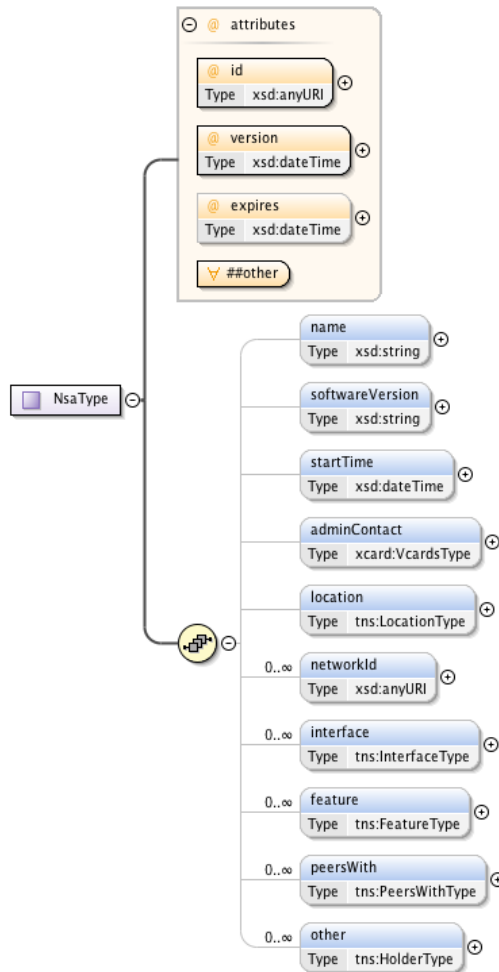 @ attributes
@ id
Type xsd:anyURI
@ version
Type xsd:dateTime
@ expires
Type xsd:dateTime
∀ ##other
NsaType
name
Type xsd:string
softwareVersion
Type xsd:string
startTime
Type xsd:dateTime
adminContact
Type xcard:VcardsType
location
Type tns:LocationType
0..∞
networkId
Type xsd:anyURI
0..∞
interface
Type tns:InterfaceType
0..∞
feature
Type tns:FeatureType
0..∞
peersWith
Type tns:PeersWithType
0..∞
other
Type tns:HolderType